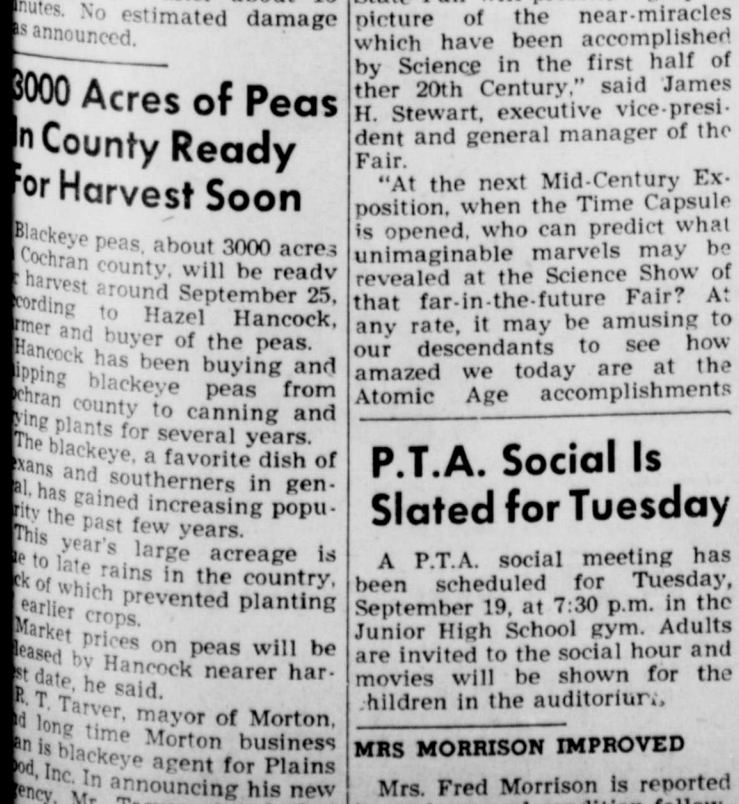 nutes. No estimated damage
as announced.
3000 Acres of Peas
In County Ready
For Harvest Soon
Blackeye peas, about 3000 acres
Cochran county, will be ready
harvest around September 25,
cording to Hazel Hancock,
rmer and buyer of the peas.
Hancock has been buying and
ipping blackeye peas from
ochran county to canning and
ying plants for several years.
The blackeye, a favorite dish of
exans and southerners in gen-
al, has gained increasing popu-
rity the past few years.
This year's large acreage is
e to late rains in the country,
ck of which prevented planting
earlier crops.
Market prices on peas will be
leased by Hancock nearer har-
st date, he said.
R. T. Tarver, mayor of Morton,
d long time Morton business
an is blackeye agent for Plains
ood, Inc. In announcing his new
ency, Mr.
picture of the near-miracles
which have been accomplished
by Science in the first half of
ther 20th Century," said James
H. Stewart, executive vice-presi-
dent and general manager of the
Fair.
"At the next Mid-Century Ex-
position, when the Time Capsule
is opened, who can predict what
unimaginable marvels may be
revealed at the Science Show of
that far-in-the-future Fair? At
any rate, it may be amusing to
our descendants to see how
amazed we today are at the
Atomic Age accomplishments
P.T.A. Social Is
Slated for Tuesday
A P.T.A. social meeting has
been scheduled for Tuesday,
September 19, at 7:30 p.m. in the
Junior High School gym. Adults
are invited to the social hour and
movies will be shown for the
hildren in the auditorium.
MRS MORRISON IMPROVED
Mrs. Fred Morrison is reported